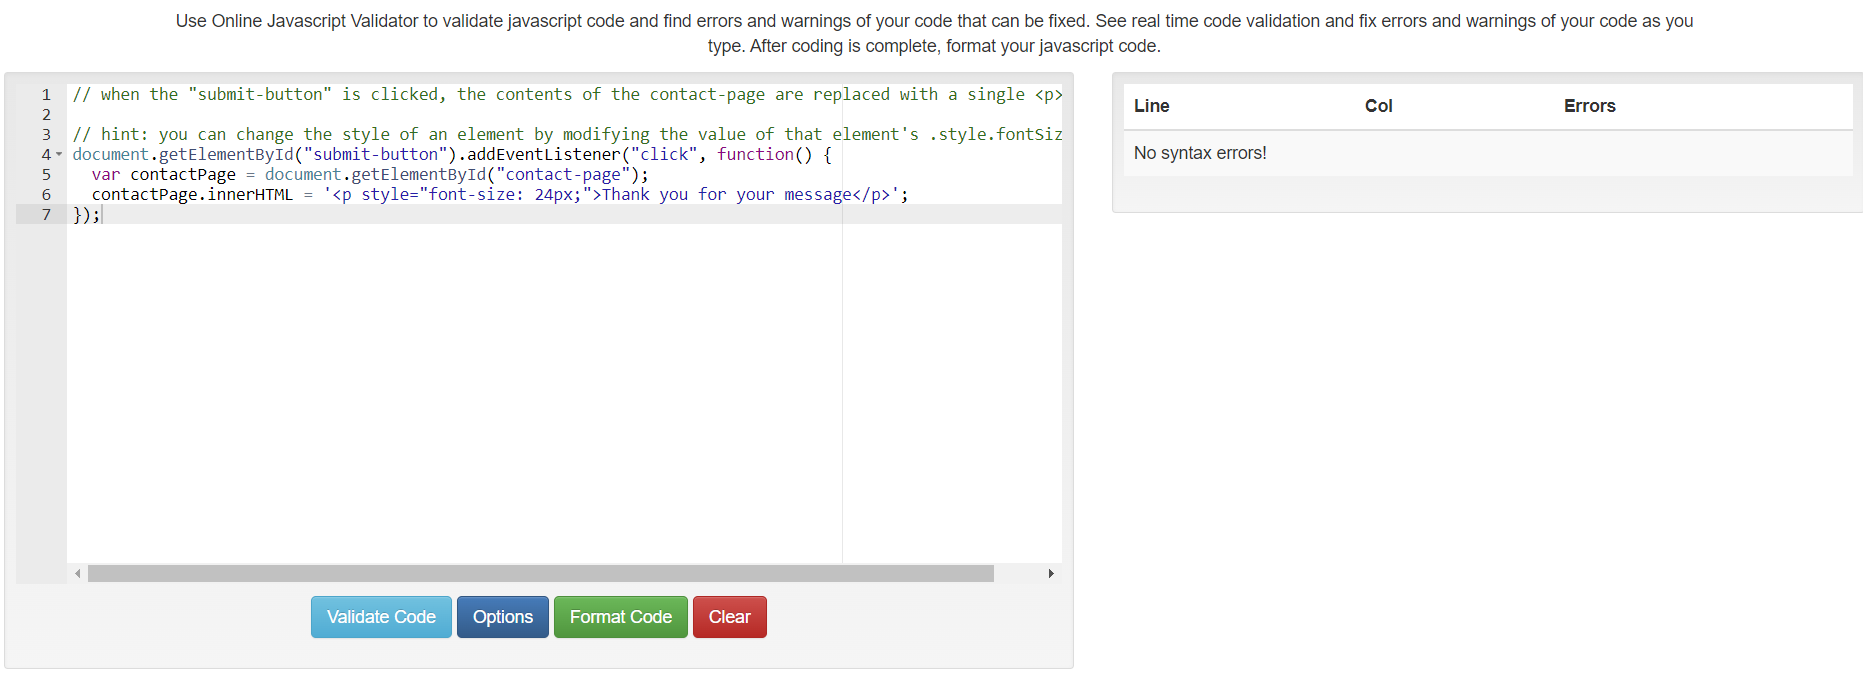 Use Online Javascript Validator to validate javascript code and find errors and warnings of your code that can be fixed. See real time code validation and fix errors and warnings of your code as you
type. After coding is complete, format your javascript code.
1 // when the "submit-button" is clicked, the contents of the contact-page are replaced with a single <p>
2
3 // hint: you can change the style of an element by modifying the value of that element's .style.fontSiz
4 document.getElementById("submit-button").addEventListener("click", function() {
5   var contactPage = document.getElementById("contact-page");
6   contactPage.innerHTML = '<p style="font-size: 24px;">Thank you for your message</p>';
7 });
Line Col Errors
No syntax errors!
Validate Code Options Format Code Clear